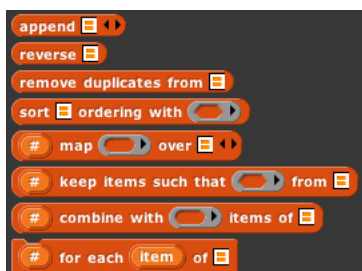 append
reverse
remove duplicates from
sort ordering with
# map over
# keep items such that from
# combine with items of
# for each item of